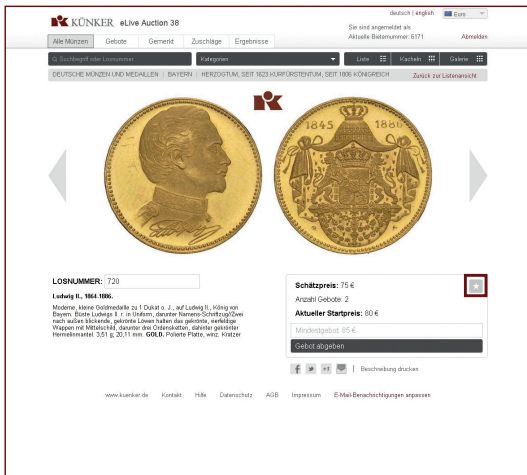 deutsch | english
Euro
KÜNKER eLive Auction 38
Sie sind angemeldet als
Aktuelle Bieternummer: 6171
Abmelden
Alle Münzen Gebote Gemerkt Zuschläge Ergebnisse
Suchbegriff oder Losnummer Kategorien Liste Kacheln Galerie
DEUTSCHE MÜNZEN UND MEDAILLEN | BAYERN | HERZOGTUM, SEIT 1623 KURFÜRSTENTUM, SEIT 1806 KÖNIGREICH Zurück zur Listenansicht
1845 1886
LOSNUMMER: 720
Ludwig II., 1864-1886.
Moderne, kleine Goldmedaille zu 1 Dukat o. J., auf Ludwig II., König von
Bayern. Büste Ludwigs II. r. in Uniform, darunter Namens-Schriftzug//Zwei
nach außen blickende, gekrönte Löwen halten das gekrönte, vierfeldige
Wappen mit Mittelschild, darunter drei Ordensketten, dahinter gekrönter
Hermelinmantel. 3,51 g; 20,11 mm. GOLD. Polierte Platte, winz. Kratzer
Schätzpreis: 75 €
Anzahl Gebote: 2
Aktueller Startpreis: 80 €
Mindestgebot: 85 €
Gebot abgeben
Beschreibung drucken
www.kuenker.de Kontakt Hilfe Datenschutz AGB Impressum E-Mail-Benachrichtigungen anpassen